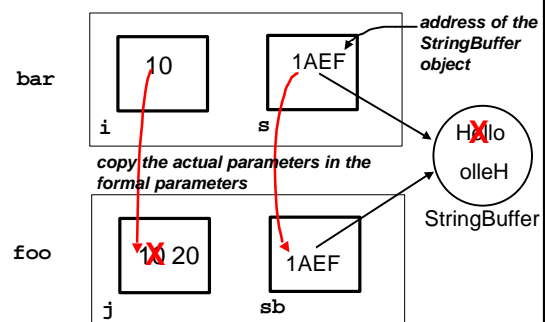 address of the
StringBuffer
object
bar
10
1AEF
i
s
Hello
olleH
StringBuffer
copy the actual parameters in the
formal parameters
foo
10 20
1AEF
j
sb